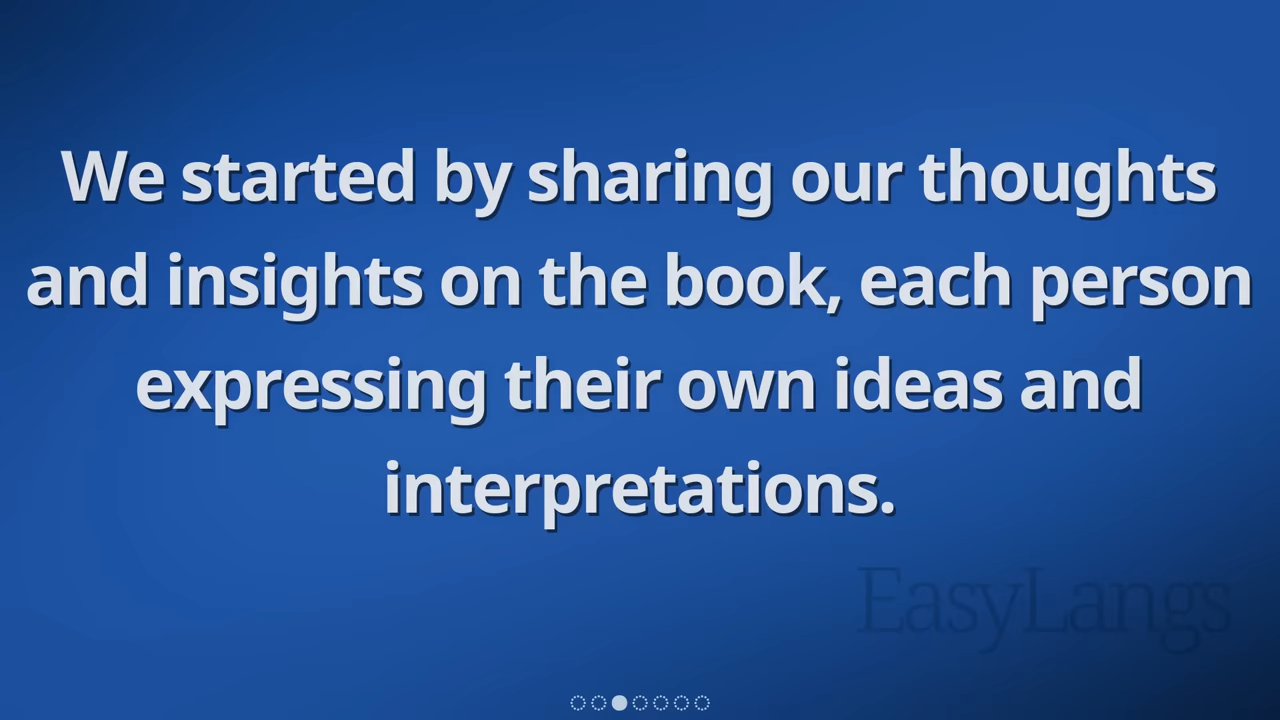 We started by sharing our thoughts
and insights on the book, each person
expressing their own ideas and
interpretations.
EasyLangs